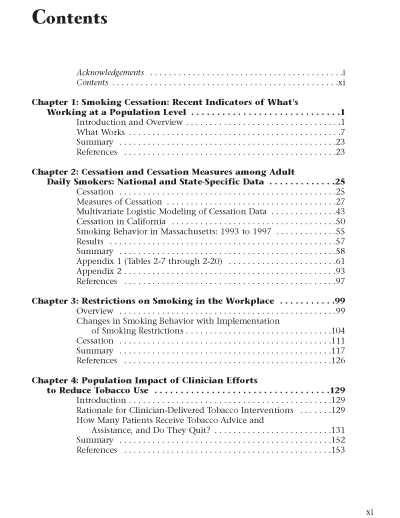 Contents
Acknowledgements . . . . . . . . . . . . . . . . . . . . . . . . . . . . . . . . . . . . . . . .i
Contents . . . . . . . . . . . . . . . . . . . . . . . . . . . . . . . . . . . . . . . . . . . . . . .xi
Chapter 1: Smoking Cessation: Recent Indicators of What's
Working at a Population Level . . . . . . . . . . . . . . . . . . . . . . . . . . . . .1
Introduction and Overview . . . . . . . . . . . . . . . . . . . . . . . . . . . . . . . . .1
What Works . . . . . . . . . . . . . . . . . . . . . . . . . . . . . . . . . . . . . . . . . . . . .7
Summary . . . . . . . . . . . . . . . . . . . . . . . . . . . . . . . . . . . . . . . . . . . . . .23
References . . . . . . . . . . . . . . . . . . . . . . . . . . . . . . . . . . . . . . . . . . . . .23
Chapter 2: Cessation and Cessation Measures among Adult
Daily Smokers: National and State-Specific Data . . . . . . . . . . . . .25
Cessation . . . . . . . . . . . . . . . . . . . . . . . . . . . . . . . . . . . . . . . . . . . . . .25
Measures of Cessation . . . . . . . . . . . . . . . . . . . . . . . . . . . . . . . . . . .27
Multivariate Logistic Modeling of Cessation Data . . . . . . . . . . . . . .43
Cessation in California . . . . . . . . . . . . . . . . . . . . . . . . . . . . . . . . . . .50
Smoking Behavior in Massachusetts: 1993 to 1997 . . . . . . . . . . . . .55
Results . . . . . . . . . . . . . . . . . . . . . . . . . . . . . . . . . . . . . . . . . . . . . . . .57
Summary . . . . . . . . . . . . . . . . . . . . . . . . . . . . . . . . . . . . . . . . . . . . . .58
Appendix 1 (Tables 2-7 through 2-20) . . . . . . . . . . . . . . . . . . . . . . .61
Appendix 2 . . . . . . . . . . . . . . . . . . . . . . . . . . . . . . . . . . . . . . . . . . . . .93
References . . . . . . . . . . . . . . . . . . . . . . . . . . . . . . . . . . . . . . . . . . . . .97
Chapter 3: Restrictions on Smoking in the Workplace . . . . . . . . . . .99
Overview . . . . . . . . . . . . . . . . . . . . . . . . . . . . . . . . . . . . . . . . . . . . . .99
Changes in Smoking Behavior with Implementation
of Smoking Restrictions . . . . . . . . . . . . . . . . . . . . . . . . . . . . . . .104
Cessation . . . . . . . . . . . . . . . . . . . . . . . . . . . . . . . . . . . . . . . . . . . . .111
Summary . . . . . . . . . . . . . . . . . . . . . . . . . . . . . . . . . . . . . . . . . . . . .117
References . . . . . . . . . . . . . . . . . . . . . . . . . . . . . . . . . . . . . . . . . . . .126
Chapter 4: Population Impact of Clinician Efforts
to Reduce Tobacco Use . . . . . . . . . . . . . . . . . . . . . . . . . . . . . . . . . .129
Introduction . . . . . . . . . . . . . . . . . . . . . . . . . . . . . . . . . . . . . . . . . . .129
Rationale for Clinician-Delivered Tobacco Interventions . . . . . . .129
How Many Patients Receive Tobacco Advice and
Assistance, and Do They Quit? . . . . . . . . . . . . . . . . . . . . . . . . .131
Summary . . . . . . . . . . . . . . . . . . . . . . . . . . . . . . . . . . . . . . . . . . . . .152
References . . . . . . . . . . . . . . . . . . . . . . . . . . . . . . . . . . . . . . . . . . . .153
xi